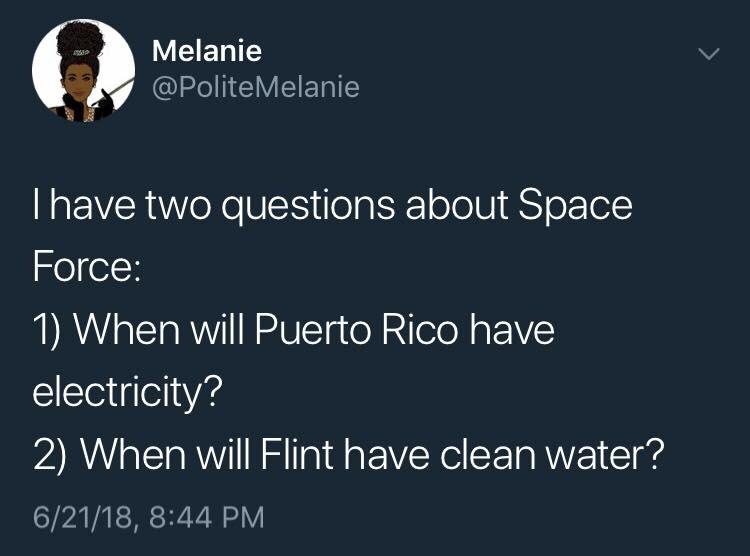 Melanie
@PoliteMelanie
I have two questions about Space
Force:
1) When will Puerto Rico have
electricity?
2) When will Flint have clean water?
6/21/18, 8:44 PM